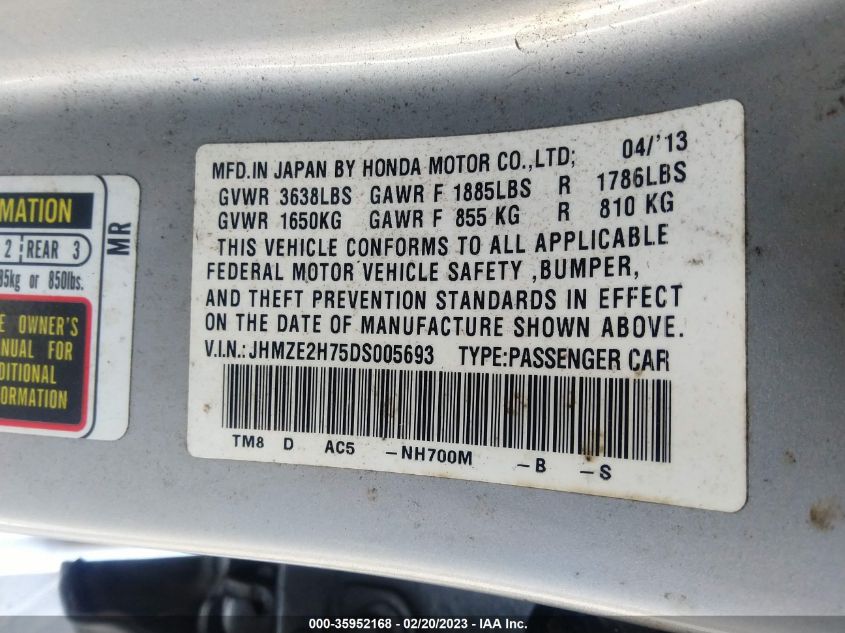 MATION
2 REAR 3
85kg or 850lbs.
E OWNER'S
NUAL FOR
DITIONAL
FORMATION
MR
MFD.IN JAPAN BY HONDA MOTOR CO.,LTD; 04/'13
GVWR 3638LBS GAWR F 1885LBS R 1786LBS
GVWR 1650KG GAWR F 855 KG R 810 KG
THIS VEHICLE CONFORMS TO ALL APPLICABLE
FEDERAL MOTOR VEHICLE SAFETY ,BUMPER,
AND THEFT PREVENTION STANDARDS IN EFFECT
ON THE DATE OF MANUFACTURE SHOWN ABOVE.
V.I.N.: JHMZE2H75DS005693 TYPE:PASSENGER CAR
TM8 D AC5 -NH700M -B -S
000-35952168 - 02/20/2023 - IAA Inc.